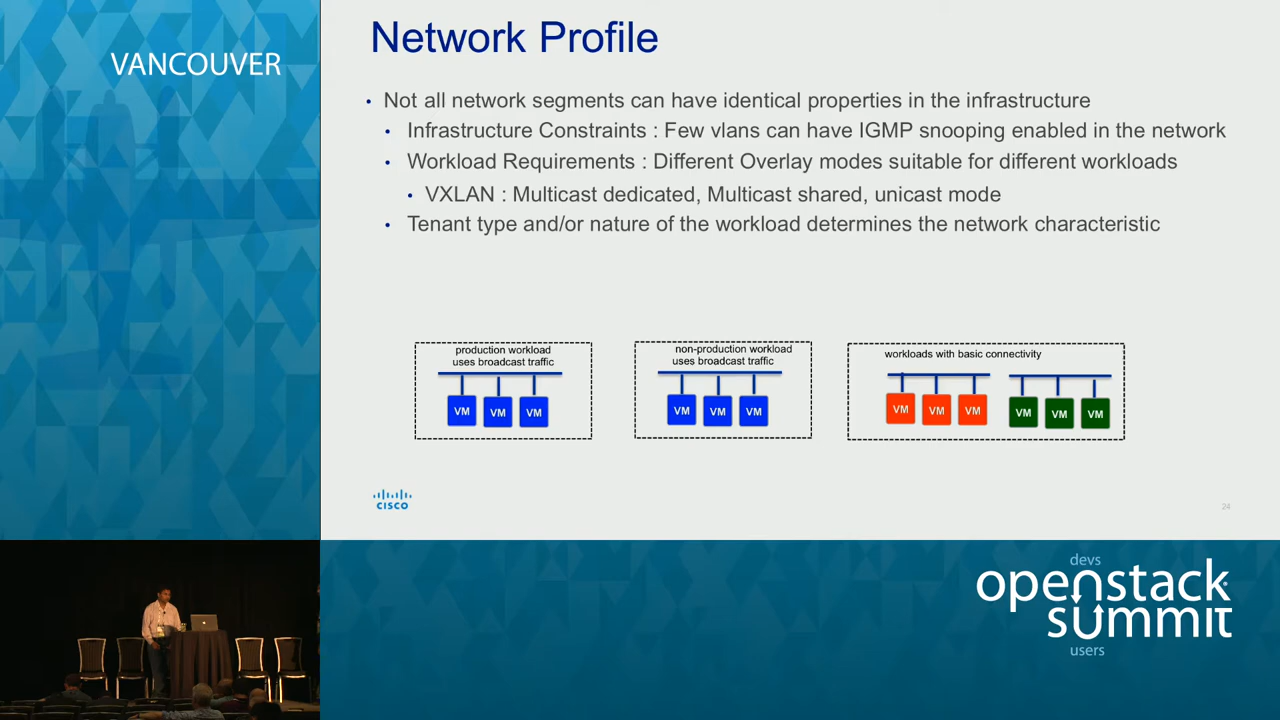 VANCOUVER
Network Profile
• Not all network segments can have identical properties in the infrastructure
• Infrastructure Constraints : Few vlans can have IGMP snooping enabled in the network
• Workload Requirements : Different Overlay modes suitable for different workloads
• VXLAN : Multicast dedicated, Multicast shared, unicast mode
• Tenant type and/or nature of the workload determines the network characteristic
production workload
uses broadcast traffic
VM VM VM
non-production workload
uses broadcast traffic
VM VM VM
workloads with basic connectivity
VM VM VM VM VM VM
CISCO
24
devs
openstack
summit
users